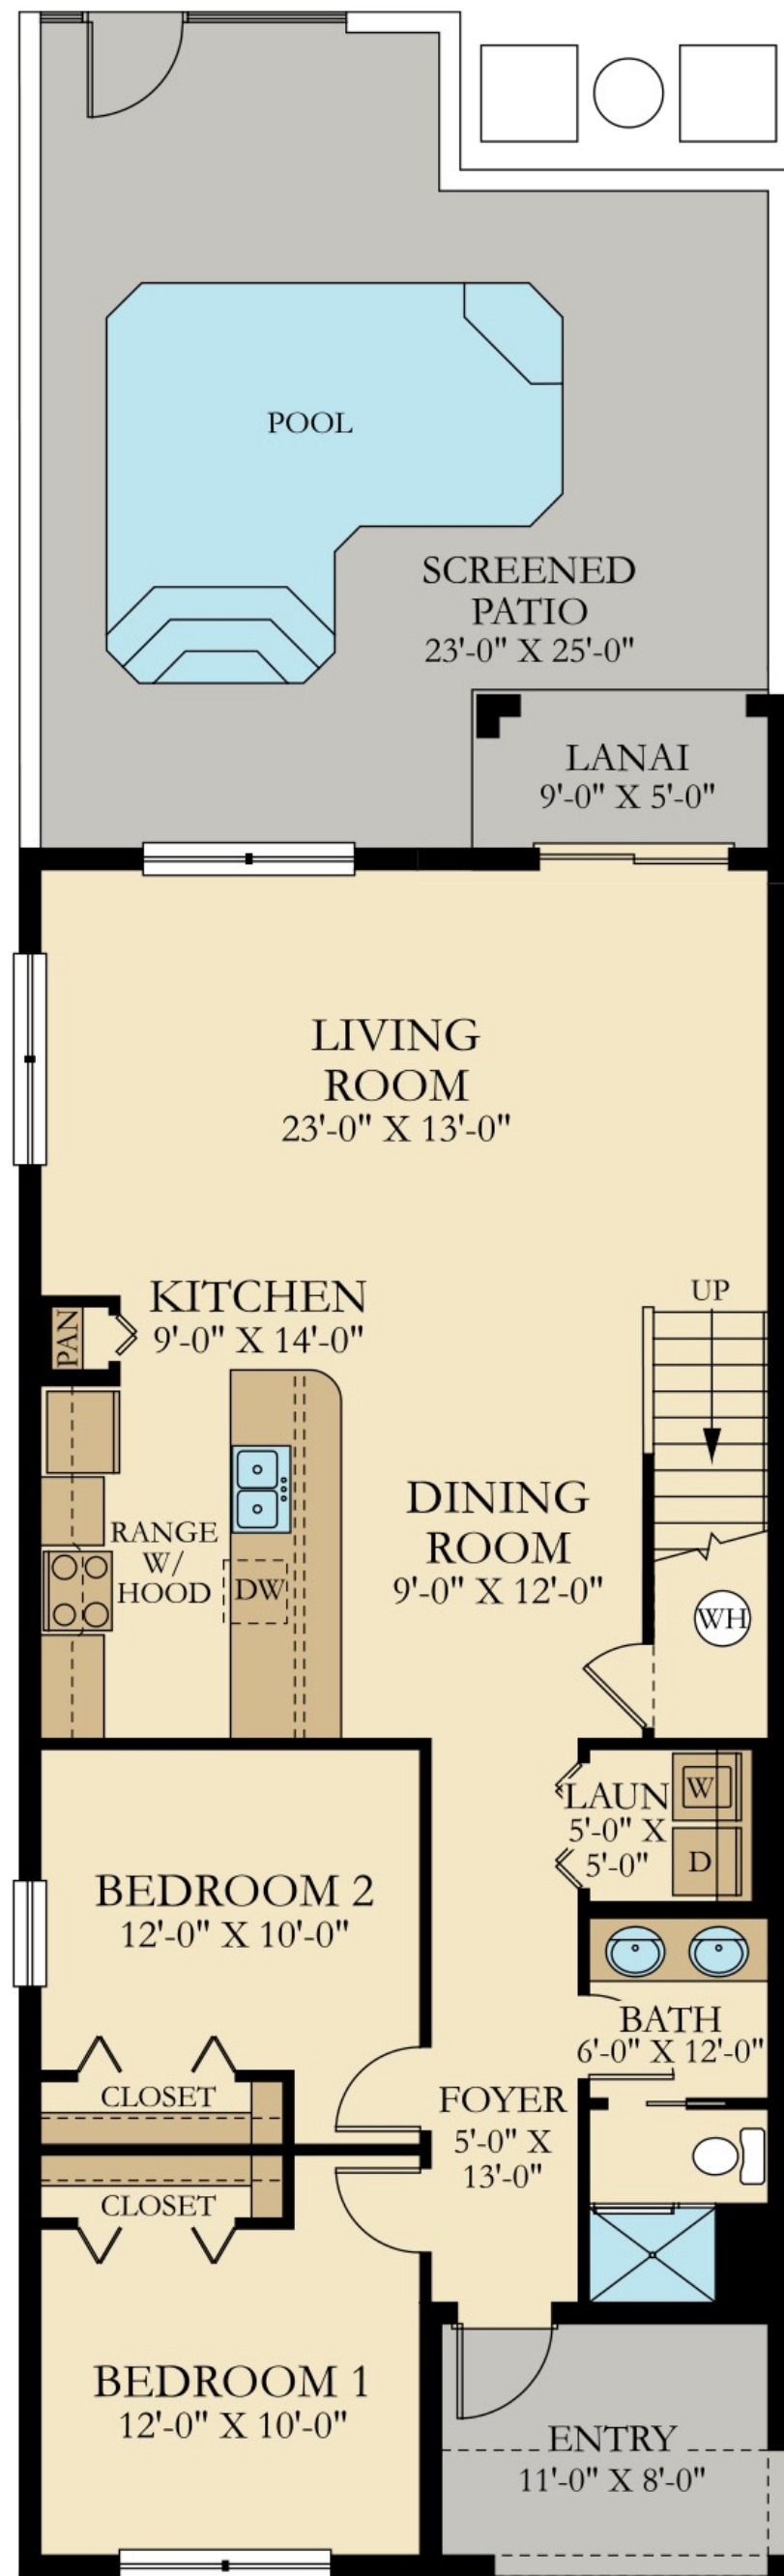 POOL
SCREENED
PATIO
23'-0" X 25'-0"
LANAI
9'-0" X 5'-0"
LIVING
ROOM
23'-0" X 13'-0"
KITCHEN
9'-0" X 14'-0"
PAN
UP
RANGE
W/
HOOD
DW
DINING
ROOM
9'-0" X 12'-0"
WH
LAUN
5'-0" X
5'-0"
W
D
BEDROOM 2
12'-0" X 10'-0"
BATH
6'-0" X 12'-0"
CLOSET
FOYER
5'-0" X
13'-0"
CLOSET
BEDROOM 1
12'-0" X 10'-0"
ENTRY
11'-0" X 8'-0"